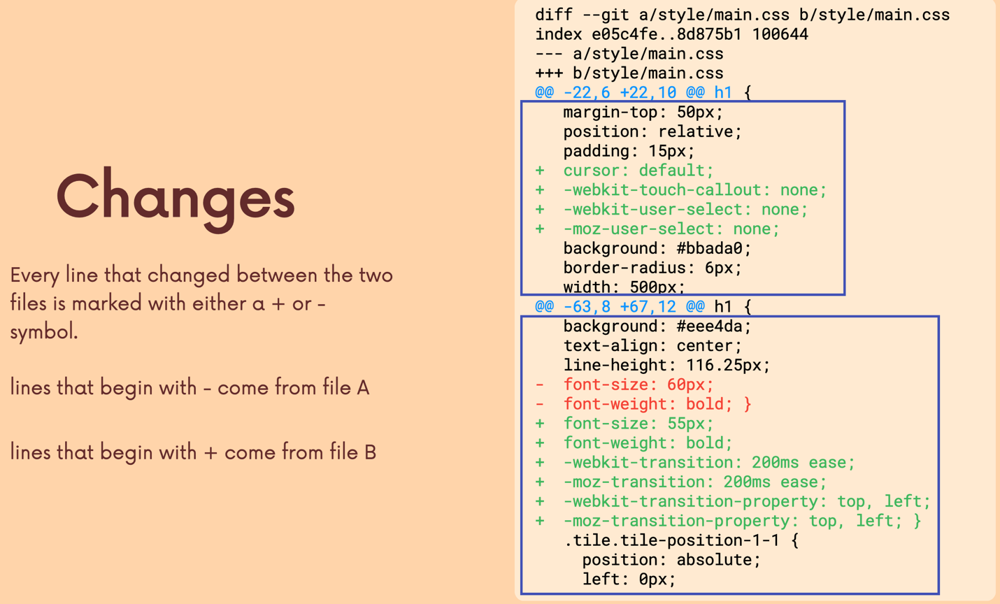 Changes
Every line that changed between the two
files is marked with either a + or -
symbol.
lines that begin with - come from file A
lines that begin with + come from file B
diff --git a/style/main.css b/style/main.css
index e05c4fe..8d875b1 100644
--- a/style/main.css
+++ b/style/main.css
@@ -22,6 +22,10 @@ h1 {
   margin-top: 50px;
   position: relative;
   padding: 15px;
+  cursor: default;
+  -webkit-touch-callout: none;
+  -webkit-user-select: none;
+  -moz-user-select: none;
   background: #bbada0;
   border-radius: 6px;
   width: 500px;
@@ -63,8 +67,12 @@ h1 {
   background: #eee4da;
   text-align: center;
   line-height: 116.25px;
-  font-size: 60px;
-  font-weight: bold; }
+  font-size: 55px;
+  font-weight: bold;
+  -webkit-transition: 200ms ease;
+  -moz-transition: 200ms ease;
+  -webkit-transition-property: top, left;
+  -moz-transition-property: top, left; }
   .tile.tile-position-1-1 {
     position: absolute;
     left: 0px;